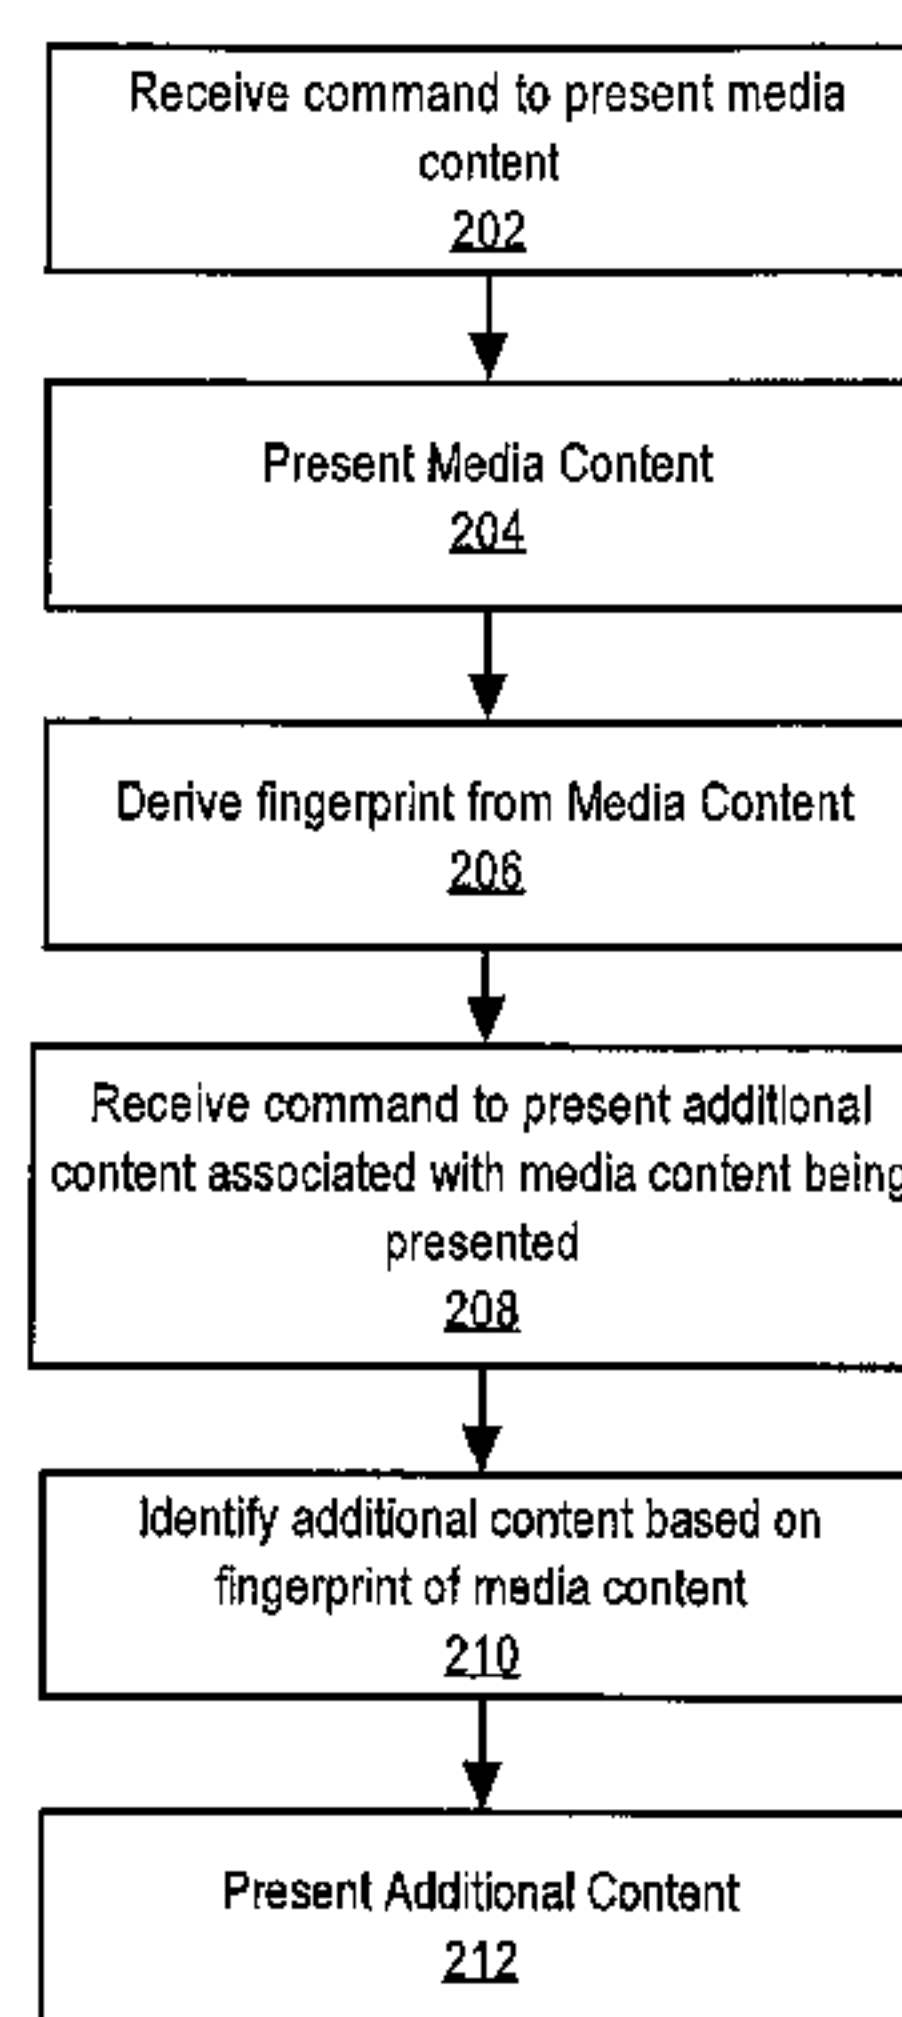 Receive command to present media
content
202
Present Media Content
204
Derive fingerprint from Media Content
206
Receive command to present additional
content associated with media content being
presented
208
Identify additional content based on
fingerprint of media content
210
Present Additional Content
212